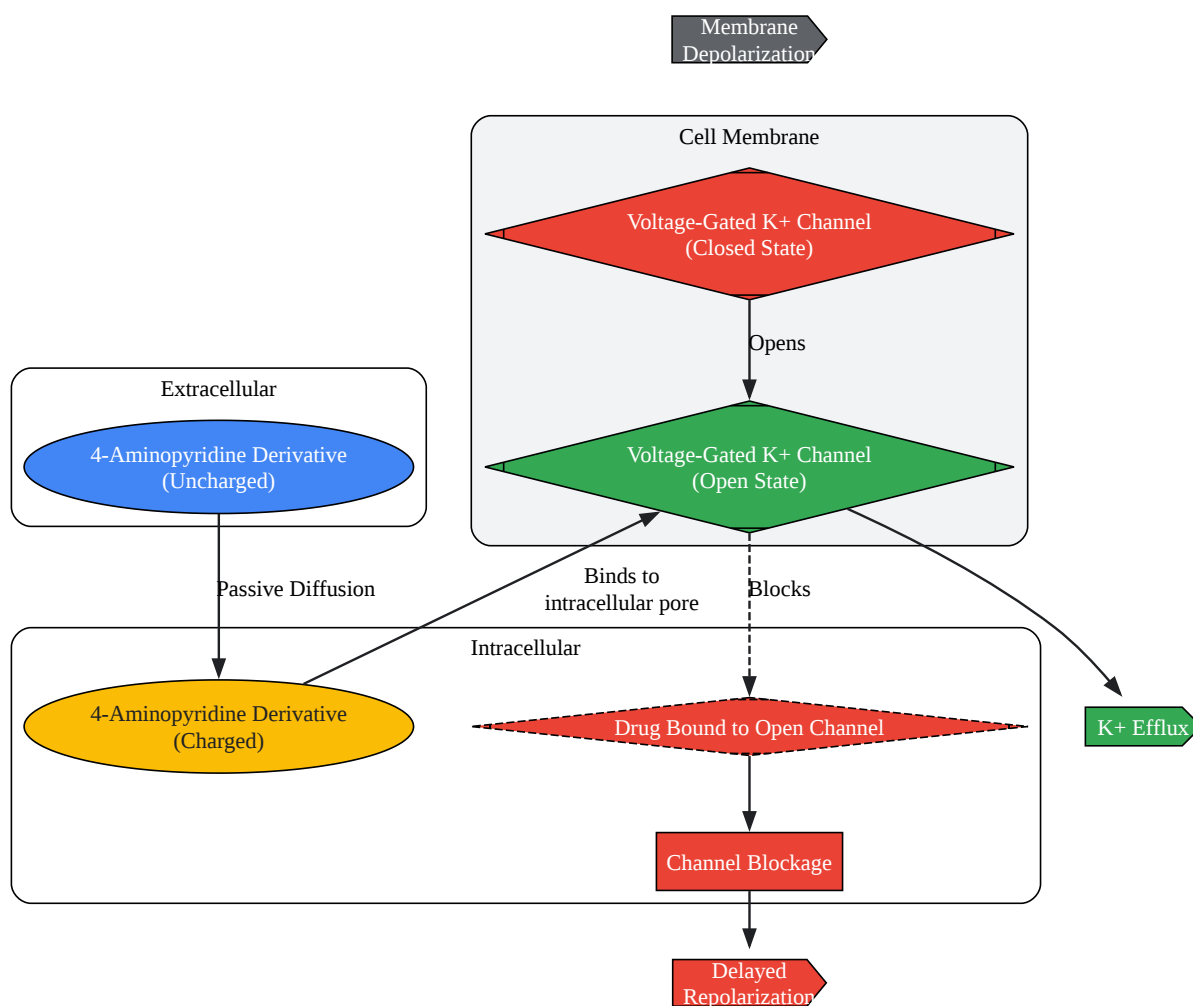 Membrane
Depolarization
Cell Membrane
Voltage-Gated K+ Channel
(Closed State)
Opens
Extracellular
4-Aminopyridine Derivative
(Uncharged)
Voltage-Gated K+ Channel
(Open State)
Passive Diffusion
Binds to
intracellular pore
Blocks
Intracellular
4-Aminopyridine Derivative
(Charged)
Drug Bound to Open Channel
K+ Efflux
Channel Blockage
Delayed
Repolarization